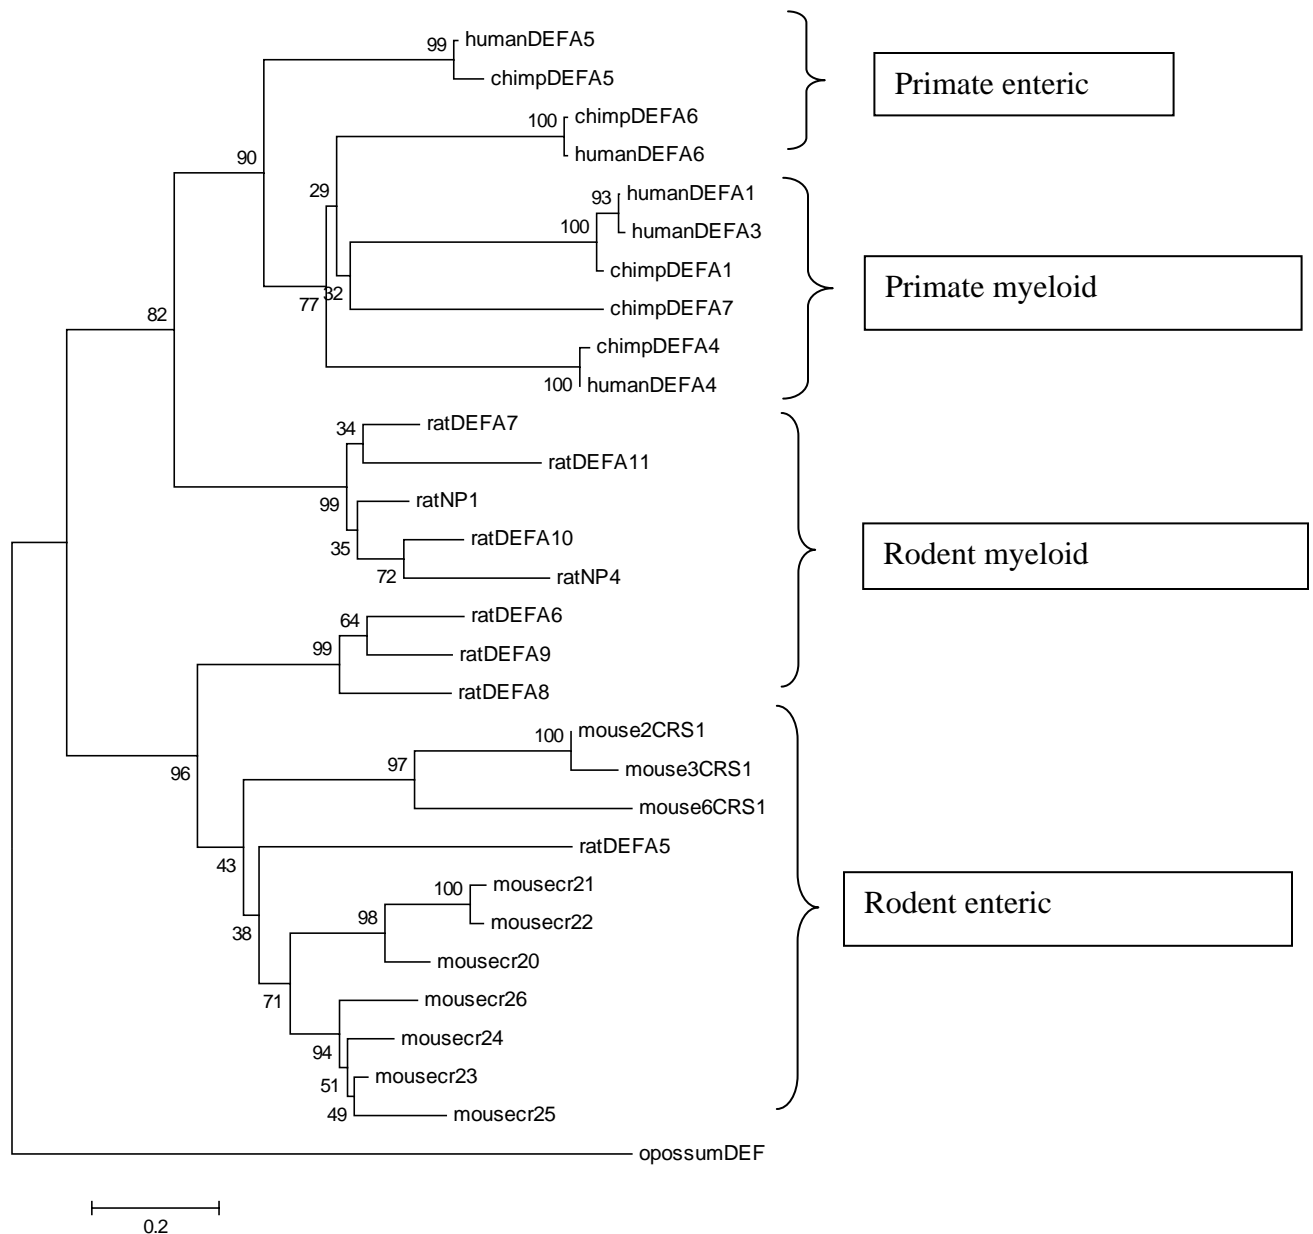 99 humanDEFA5
chimpDEFA5
Primate enteric
100 chimpDEFA6
humanDEFA6
90
29
93 humanDEFA1
100 humanDEFA3
chimpDEFA1
Primate myeloid
77 32
chimpDEFA7
82
chimpDEFA4
100 humanDEFA4
34 ratDEFA7
ratDEFA11
99 ratNP1
35 ratDEFA10
72 ratNP4
Rodent myeloid
64 ratDEFA6
99 ratDEFA9
ratDEFA8
100 mouse2CRS1
97 mouse3CRS1
96
mouse6CRS1
43 ratDEFA5
100 mousecr21
98 mousecr22
Rodent enteric
38
mousecr20
71 mousecr26
94 mousecr24
51 mousecr23
49 mousecr25
opossumDEF
0.2